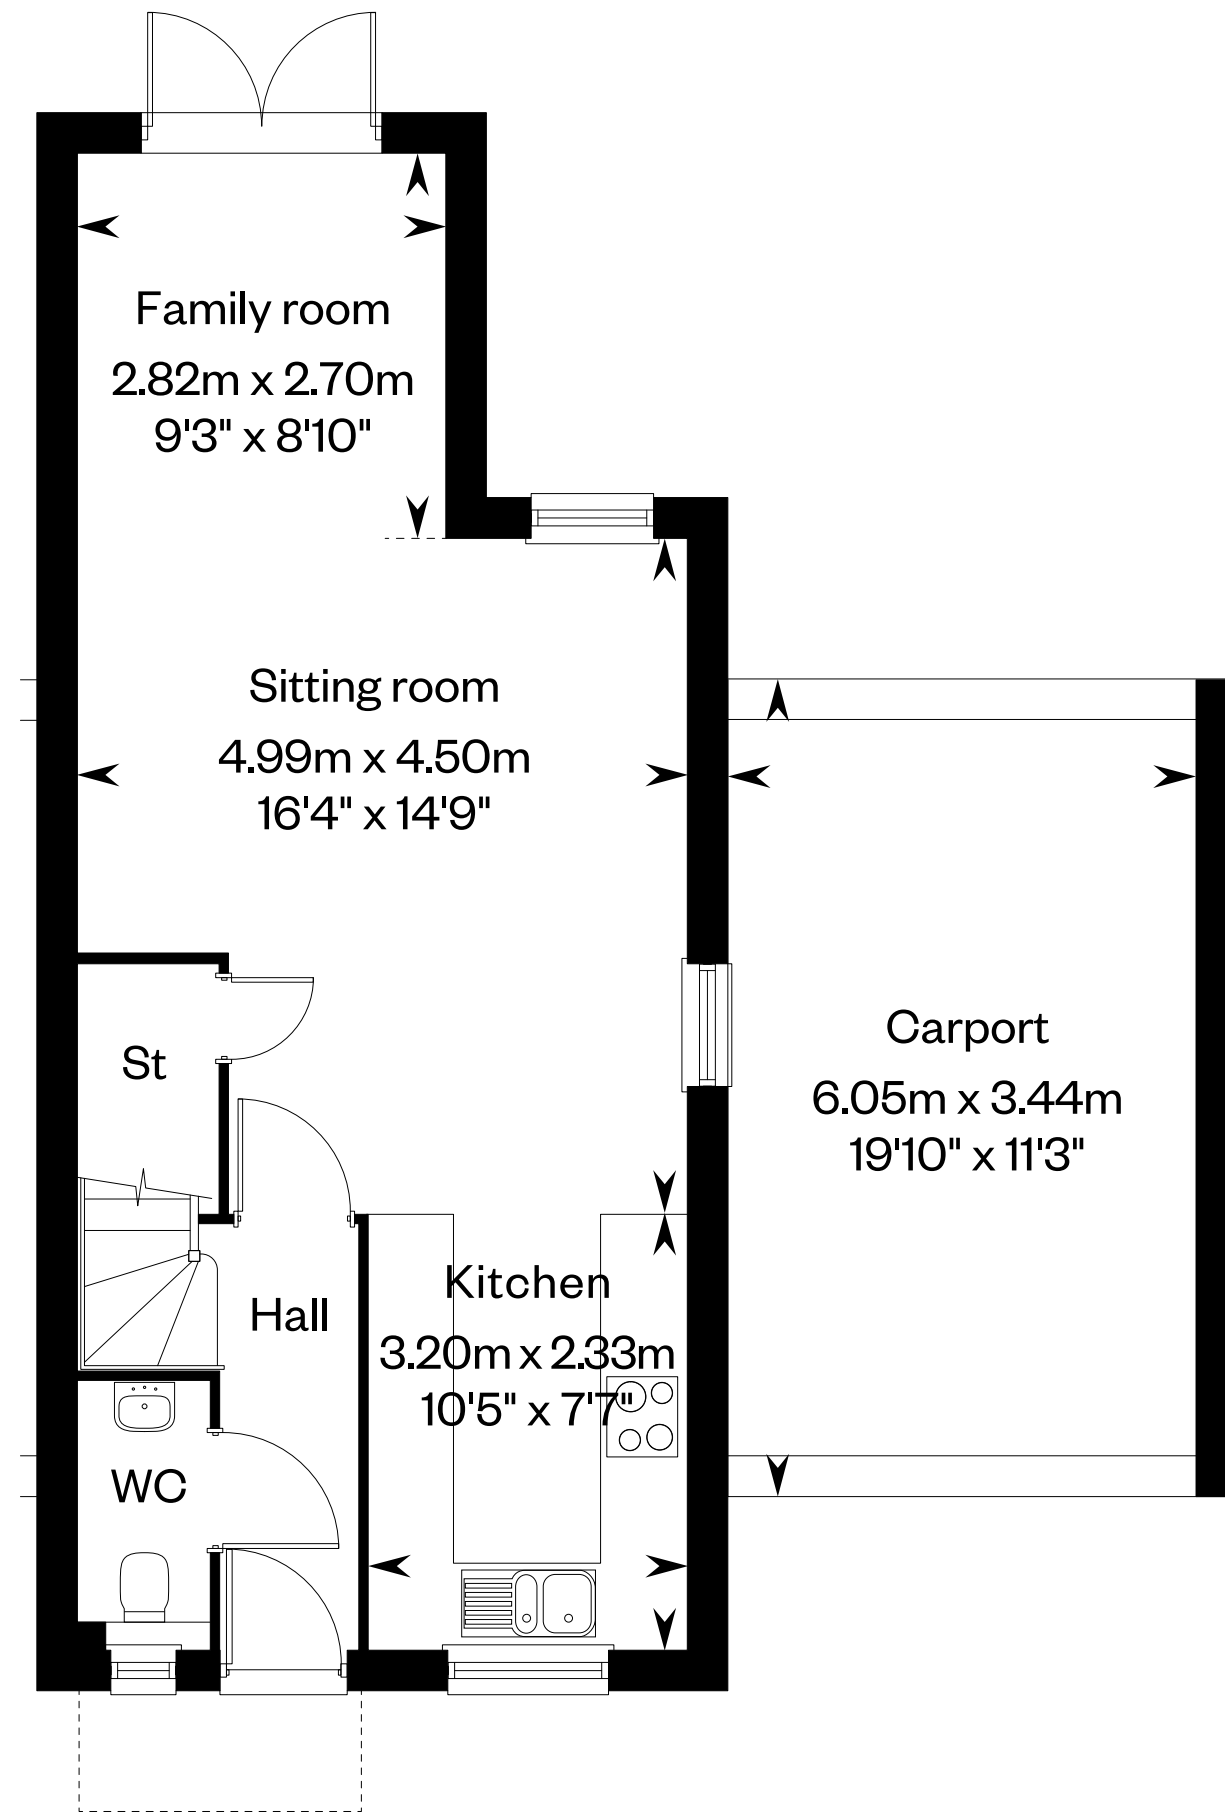 Family room
2.82m x 2.70m
9'3" x 8'10"
Sitting room
4.99m x 4.50m
16'4" x 14'9"
St
Carport
6.05m x 3.44m
19'10" x 11'3"
Hall
Kitchen
3.20m x 2.33m
10'5" x 7'7"
WC